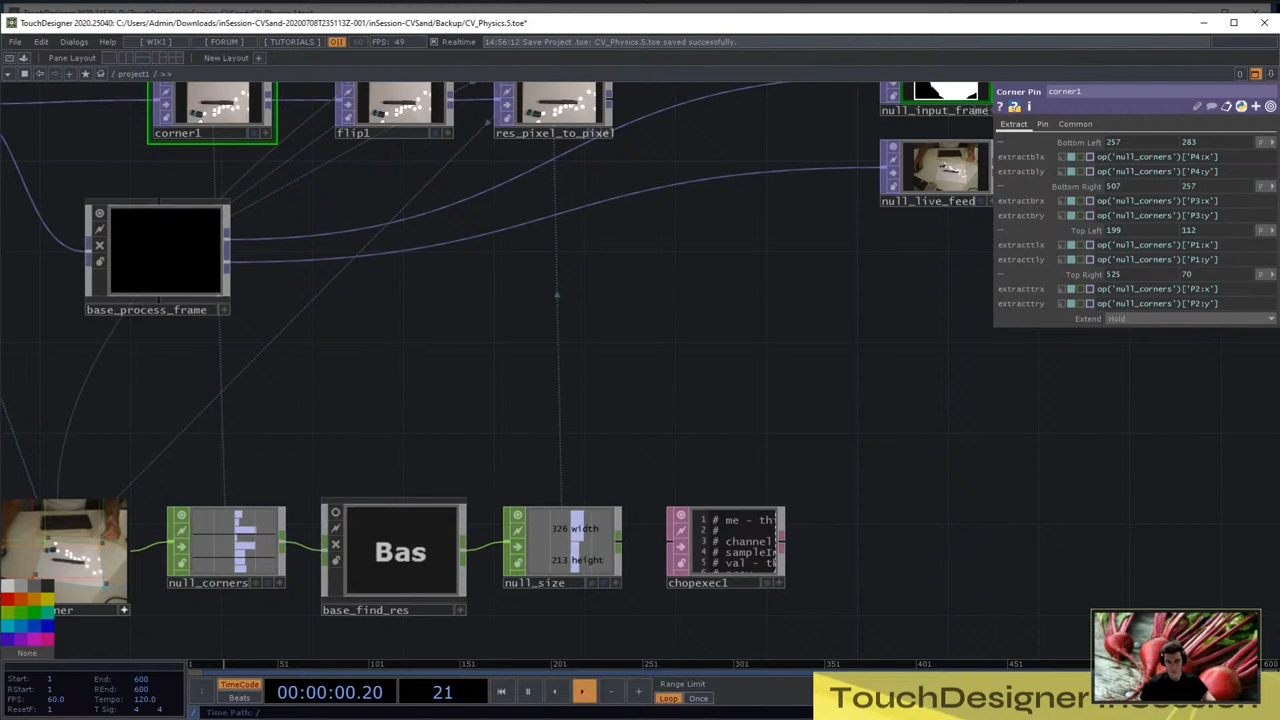 TouchDesigner 2020.25040: C:/Users/Admin/Downloads/inSession-CVSand-20200708T235113Z-001/inSession-CVSand/Backup/CV_Physics.5.toe*
File Edit Dialogs Help [ WIKI ] [ FORUM ] [ TUTORIALS ] O|I 60 FPS: 49 Realtime 14:56:12 Save Project .toe: CV_Physics.5.toe saved successfully.
Pane Layout New Layout +
/ project1 / >> 0
corner1 flip1 res_pixel_to_pixel null_input_frame
null_live_feed
base_process_frame
Corner Pin corner1
Extract Pin Common
Bottom Left 257 283
extractblx op('null_corners')['P4:x']
extractbly op('null_corners')['P4:y']
Bottom Right 507 257
extractbrx op('null_corners')['P3:x']
extractbry op('null_corners')['P3:y']
Top Left 199 112
extracttlx op('null_corners')['P1:x']
extracttly op('null_corners')['P1:y']
Top Right 525 70
extracttrx op('null_corners')['P2:x']
extracttry op('null_corners')['P2:y']
Extend Hold
Bas
326 width
213 height
1 # me - thi
2 #
3 # channel
4 # sampleIn
5 # val - th
ner null_corners base_find_res null_size chopexec1
None
1 51 101 151 201 251 301 351 401 451 600
Start: 1 End: 600
RStart: 1 REnd: 600
FPS: 60.0 Tempo: 120.0
ResetF: 1 T Sig: 4 4
TimeCode
Beats
00:00:00.20 21
Range Limit
Loop Once
Time Path: /
TouchDesigner